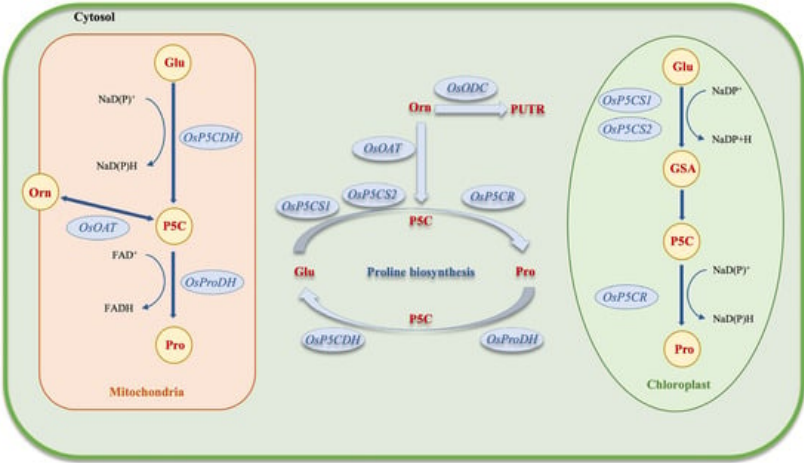 Cytosol
Glu
NaD(P)⁺
OsP5CDH
NaD(P)H
Orn
OsOAT
P5C
FAD⁺
OsProDH
FADH
Pro
Mitochondria
OsODC
Orn
PUTR
OsOAT
OsP5CS2
OsP5CS1
OsP5CR
P5C
Glu
Proline biosynthesis
Pro
P5C
OsP5CDH
OsProDH
Glu
OsP5CS1
NaDP⁺
OsP5CS2
NaDP+H
GSA
P5C
NaD(P)⁺
OsP5CR
NaD(P)H
Pro
Chloroplast